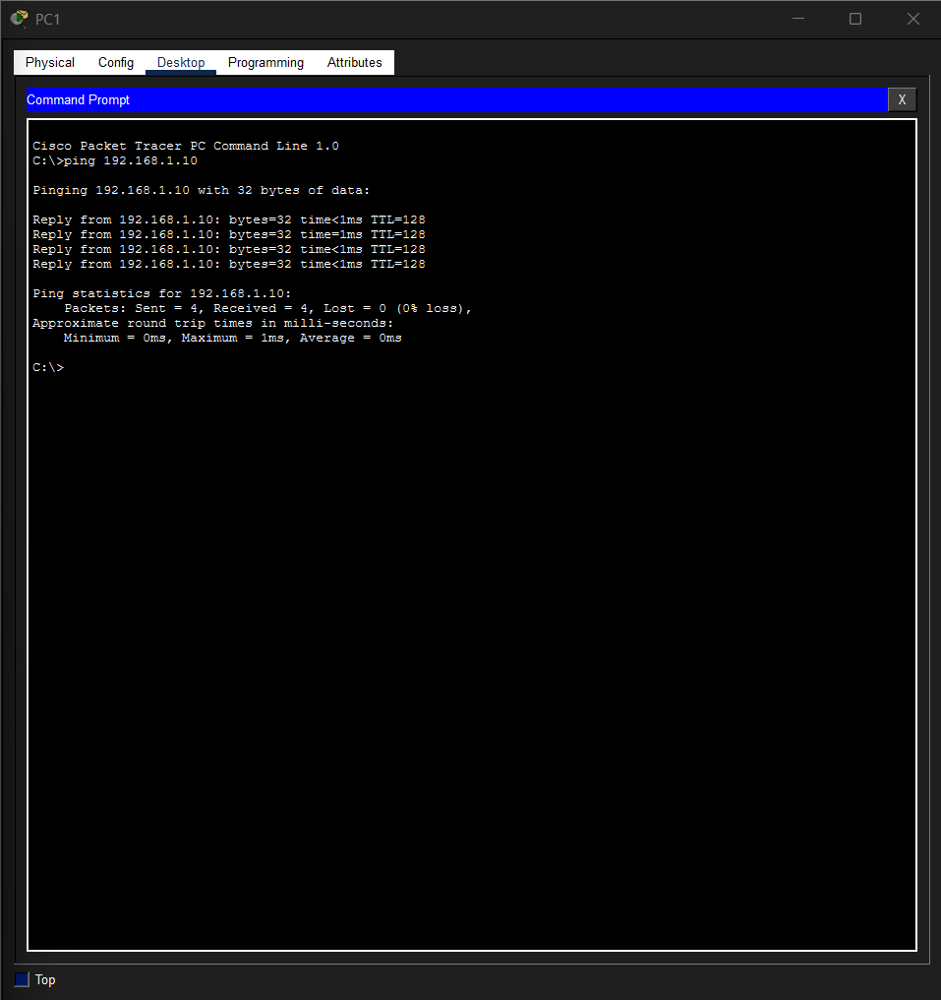 PC1
Physical Config Desktop Programming Attributes
Command Prompt
X
Cisco Packet Tracer PC Command Line 1.0
C:\>ping 192.168.1.10
Pinging 192.168.1.10 with 32 bytes of data:
Reply from 192.168.1.10: bytes=32 time<1ms TTL=128
Reply from 192.168.1.10: bytes=32 time=1ms TTL=128
Reply from 192.168.1.10: bytes=32 time<1ms TTL=128
Reply from 192.168.1.10: bytes=32 time<1ms TTL=128
Ping statistics for 192.168.1.10:
Packets: Sent = 4, Received = 4, Lost = 0 (0% loss),
Approximate round trip times in milli-seconds:
Minimum = 0ms, Maximum = 1ms, Average = 0ms
C:\>
Top